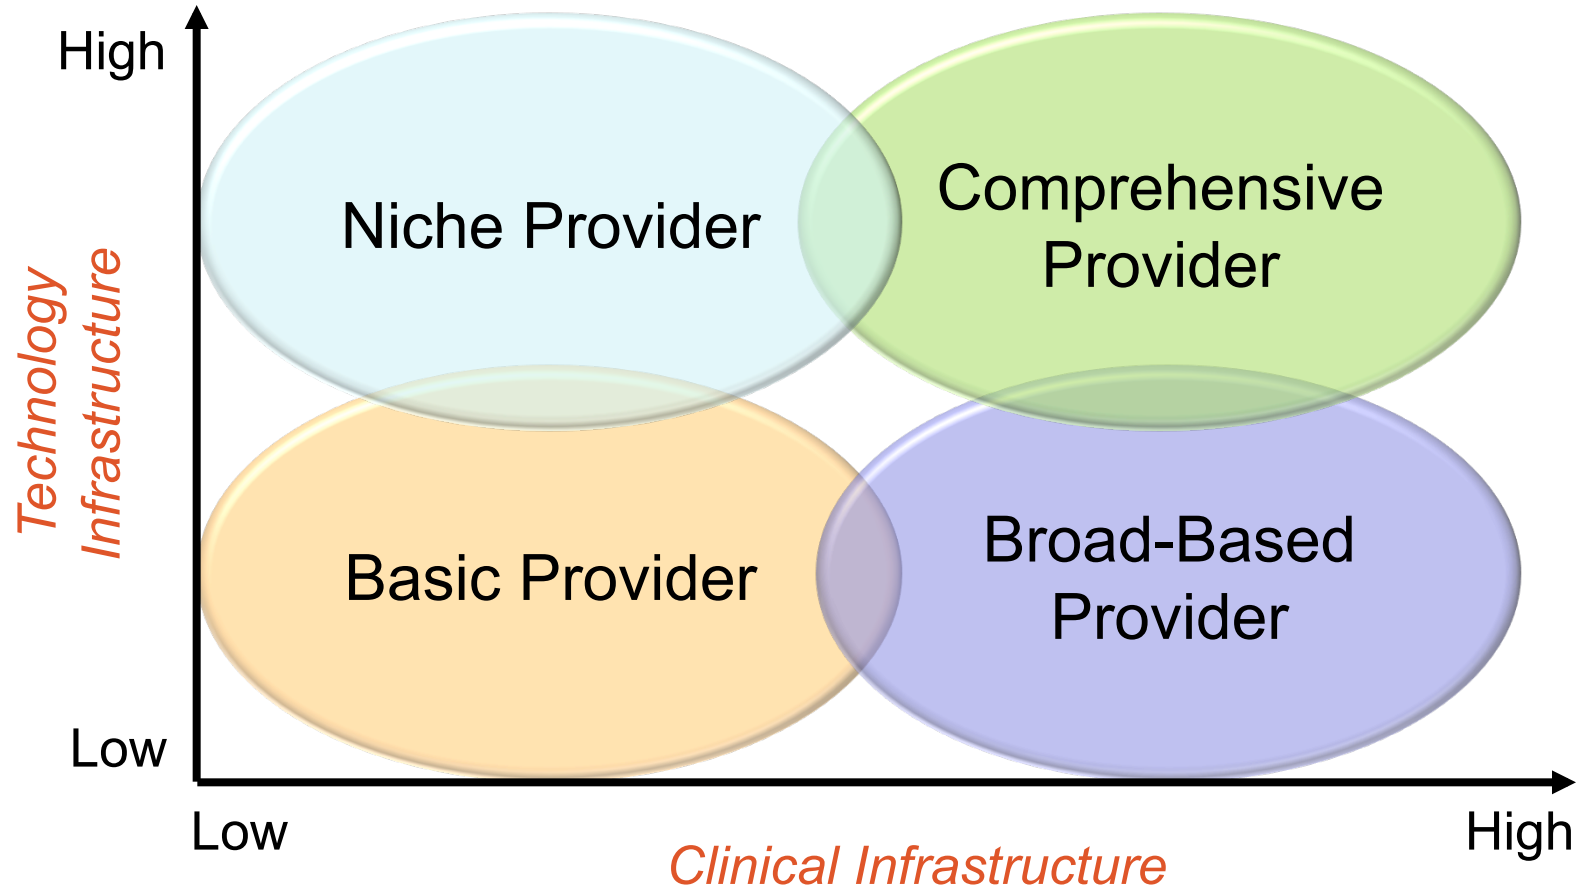 High
Niche Provider
Comprehensive
Provider
Technology
Infrastructure
Basic Provider
Broad-Based
Provider
Low
Low
High
Clinical Infrastructure